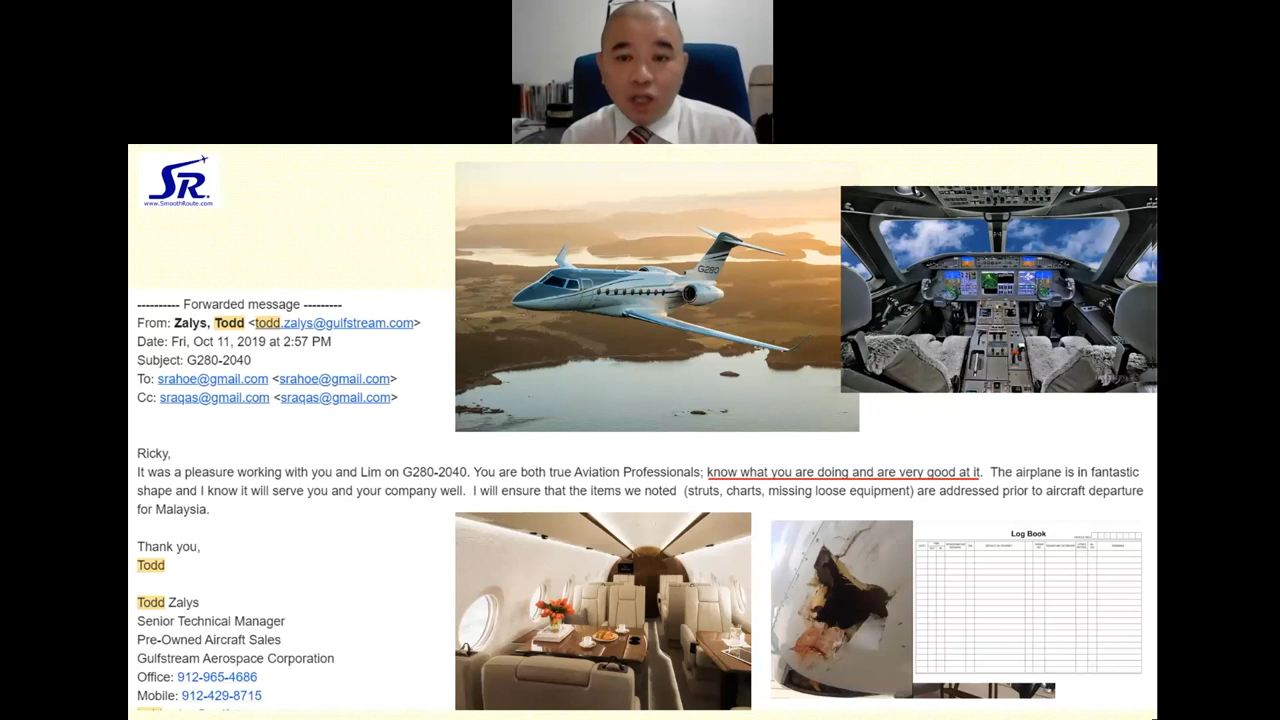 SR.
www.SmoothRoute.com
G280
---------- Forwarded message ---------
From: Zalys, Todd <todd.zalys@gulfstream.com>
Date: Fri, Oct 11, 2019 at 2:57 PM
Subject: G280-2040
To: srahoe@gmail.com <srahoe@gmail.com>
Cc: sraqas@gmail.com <sraqas@gmail.com>
Ricky,
It was a pleasure working with you and Lim on G280-2040. You are both true Aviation Professionals; know what you are doing and are very good at it. The airplane is in fantastic
shape and I know it will serve you and your company well. I will ensure that the items we noted (struts, charts, missing loose equipment) are addressed prior to aircraft departure
for Malaysia.
Thank you,
Todd
Todd Zalys
Senior Technical Manager
Pre-Owned Aircraft Sales
Gulfstream Aerospace Corporation
Office: 912-965-4686
Mobile: 912-429-8715
Log Book